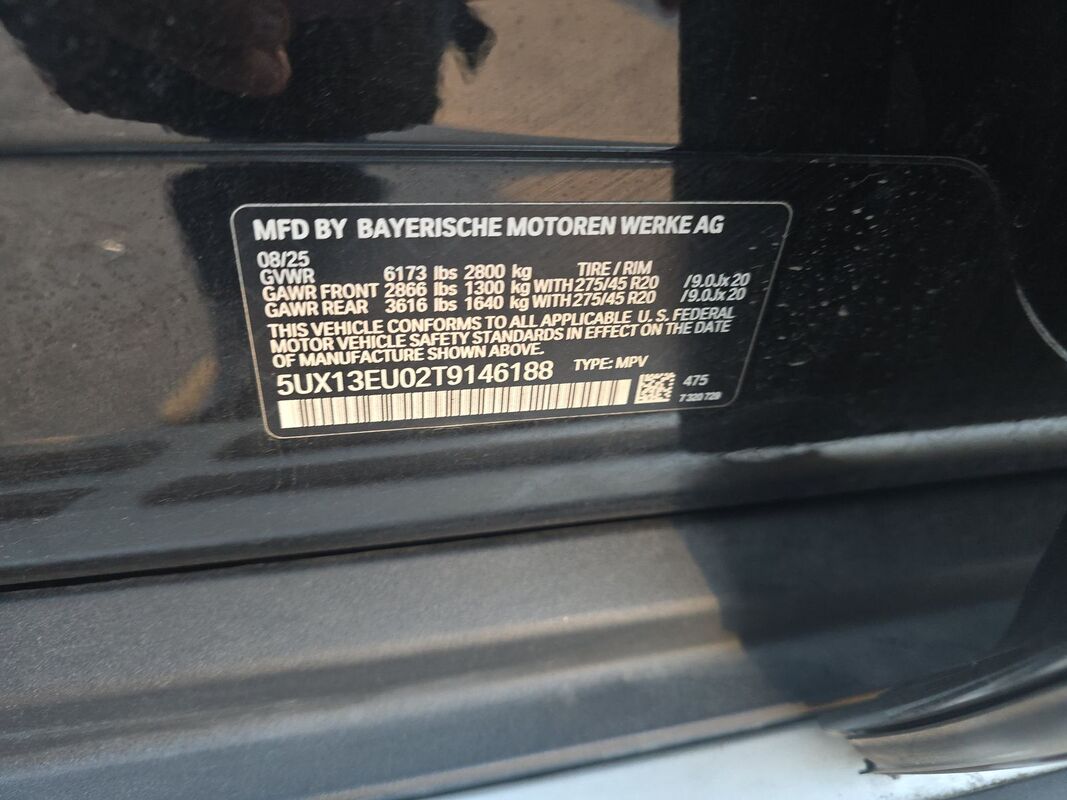 MFD BY BAYERISCHE MOTOREN WERKE AG
08/25
GVWR 6173 lbs 2800 kg TIRE / RIM
GAWR FRONT 2866 lbs 1300 kg WITH 275/45 R20 /9.0Jx20
GAWR REAR 3616 lbs 1640 kg WITH 275/45 R20 /9.0Jx20
THIS VEHICLE CONFORMS TO ALL APPLICABLE U.S. FEDERAL
MOTOR VEHICLE SAFETY STANDARDS IN EFFECT ON THE DATE
OF MANUFACTURE SHOWN ABOVE.
5UX13EU02T9146188 TYPE: MPV
475
7 320 729